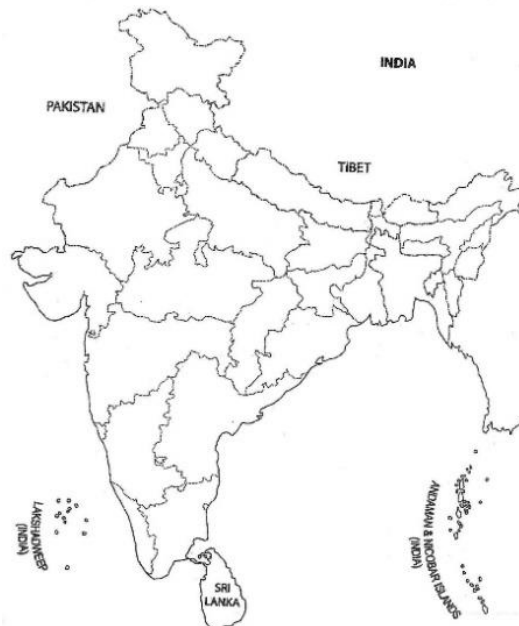 INDIA
PAKISTAN
TIBET
LAKSHADWEEP
(INDIA)
ANDAMAN & NICOBAR ISLANDS
(INDIA)
SRI
LANKA